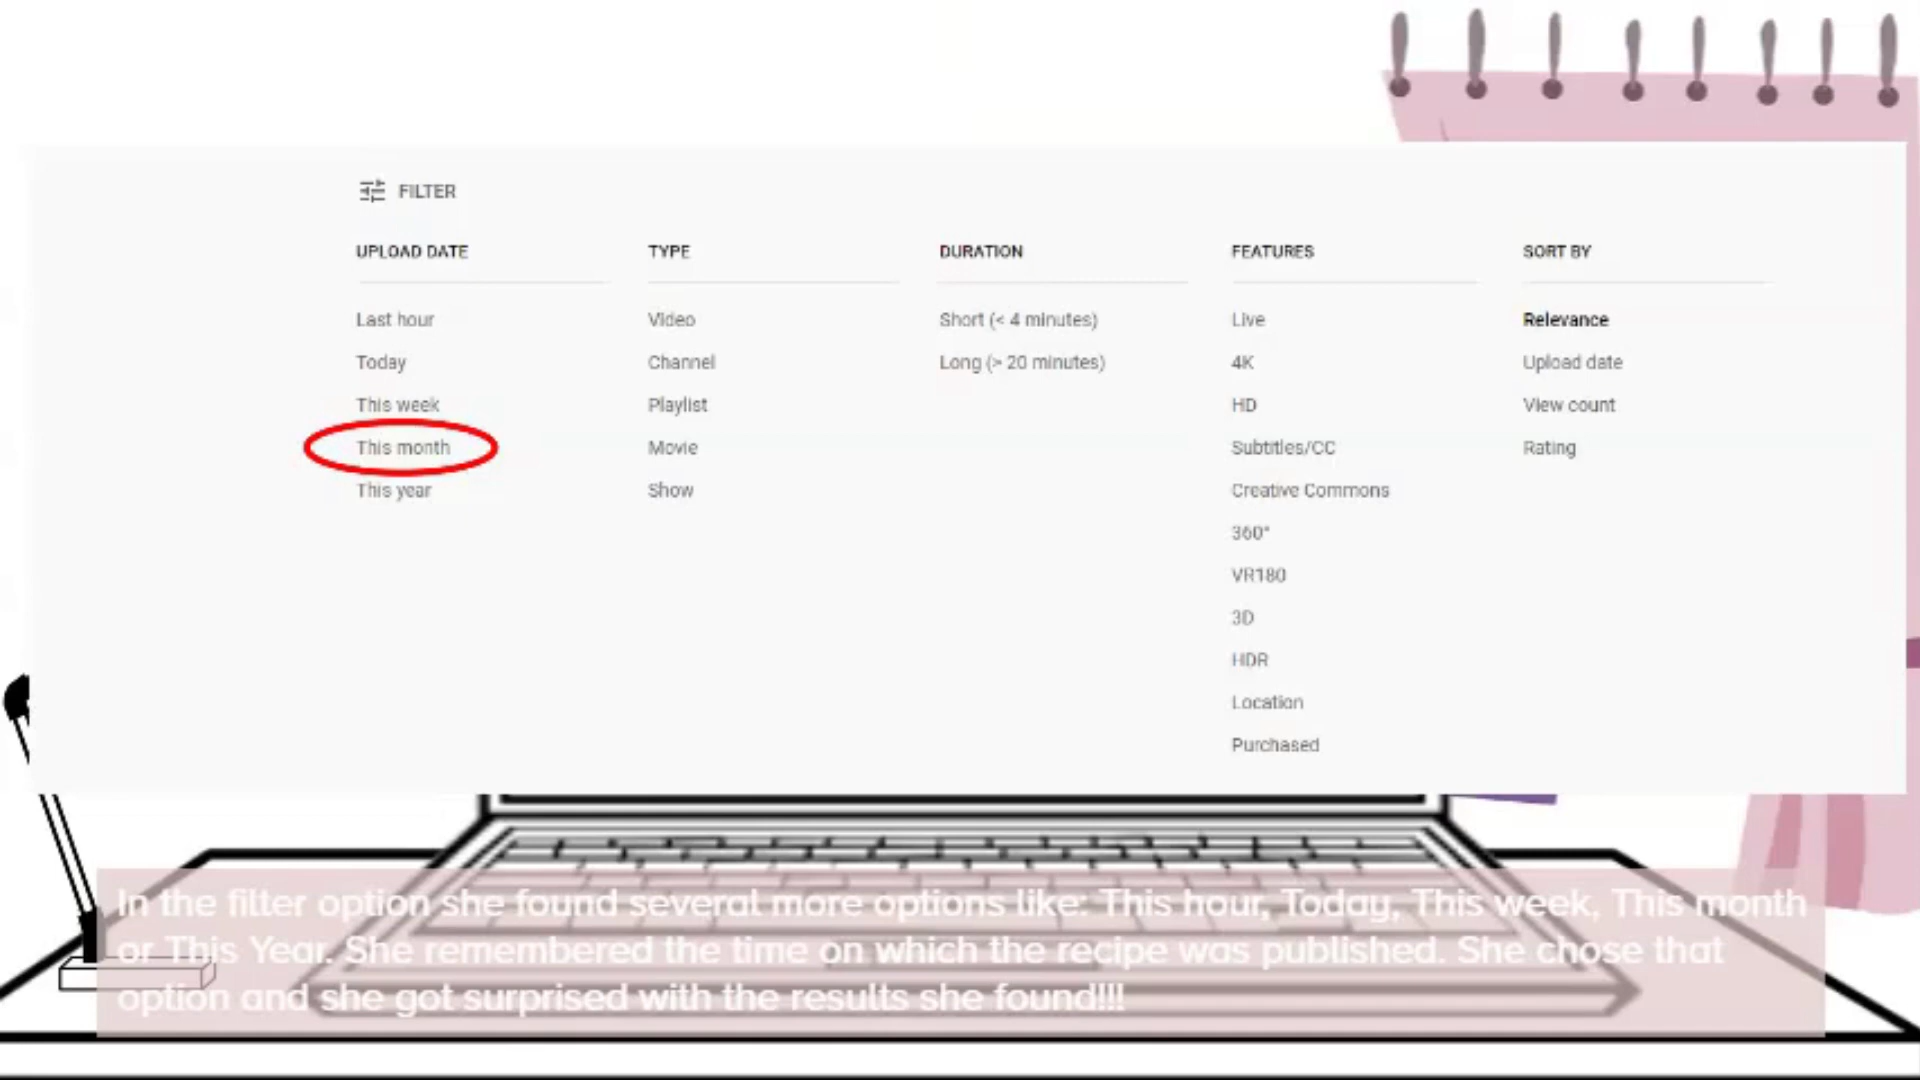 FILTER
UPLOAD DATE
Last hour
Today
This week
This month
This year
TYPE
Video
Channel
Playlist
Movie
Show
DURATION
Short (< 4 minutes)
Long (> 20 minutes)
FEATURES
Live
4K
HD
Subtitles/CC
Creative Commons
360°
VR180
3D
HDR
Location
Purchased
SORT BY
Relevance
Upload date
View count
Rating
In the filter option she found several more options like: This hour, Today, This week, This month
or This Year. She remembered the time on which the recipe was published. She chose that
option and she got surprised with the results she found!!!